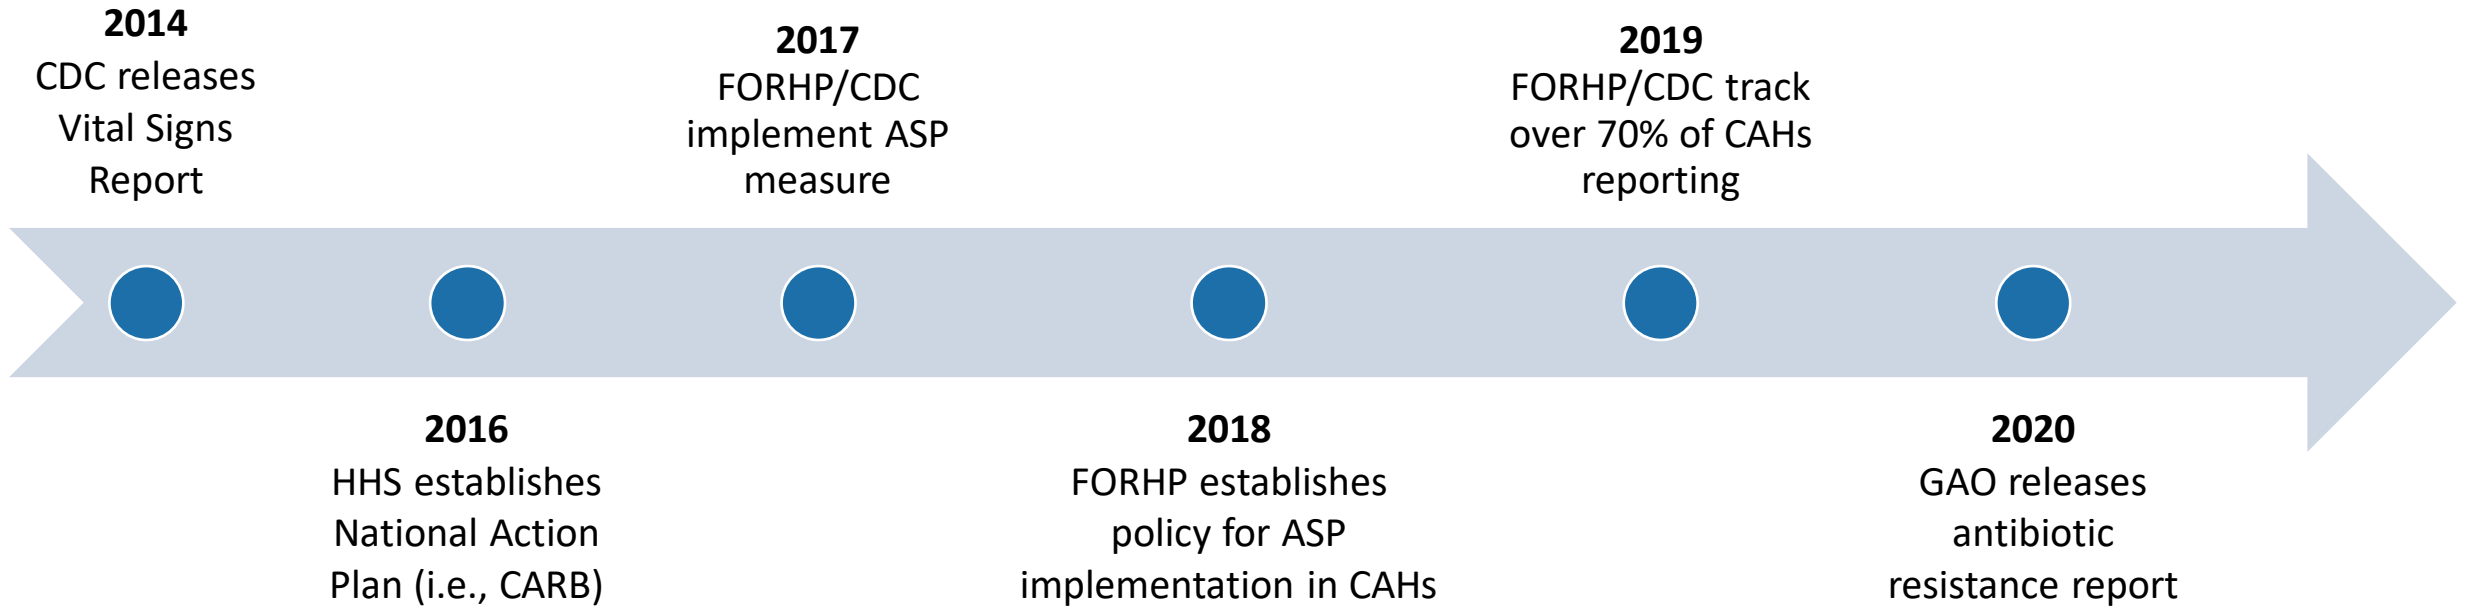 2014
CDC releases
Vital Signs
Report
2016
HHS establishes
National Action
Plan (i.e., CARB)
2017
FORHP/CDC
implement ASP
measure
2018
FORHP establishes
policy for ASP
implementation in CAHs
2019
FORHP/CDC track
over 70% of CAHs
reporting
2020
GAO releases
antibiotic
resistance report